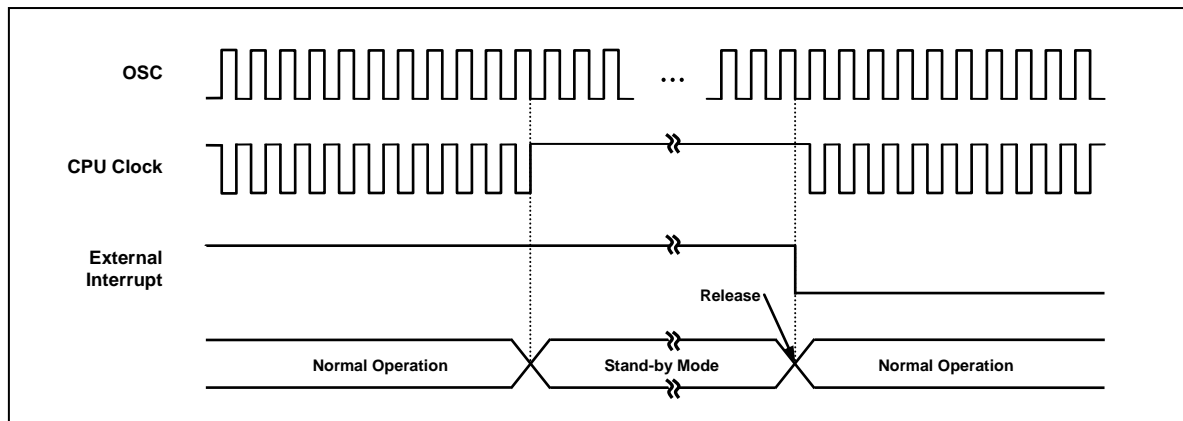 OSC
...
CPU Clock
External
Interrupt
Release
Normal Operation
Stand-by Mode
Normal Operation